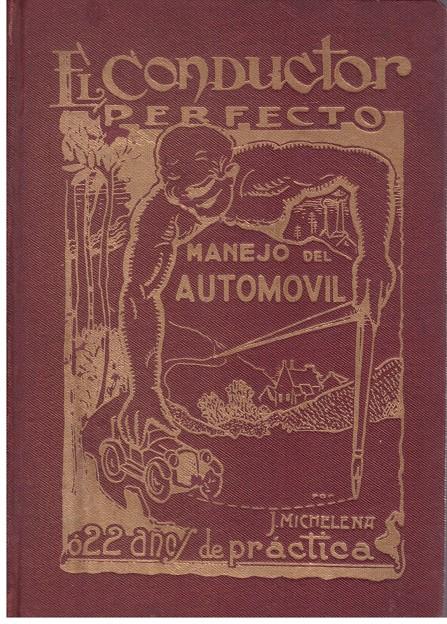 EL CONDUCTOR
PERFECTO
MANEJO DEL
AUTOMOVIL
POR
J. MICHELENA
ó 22 años de práctica